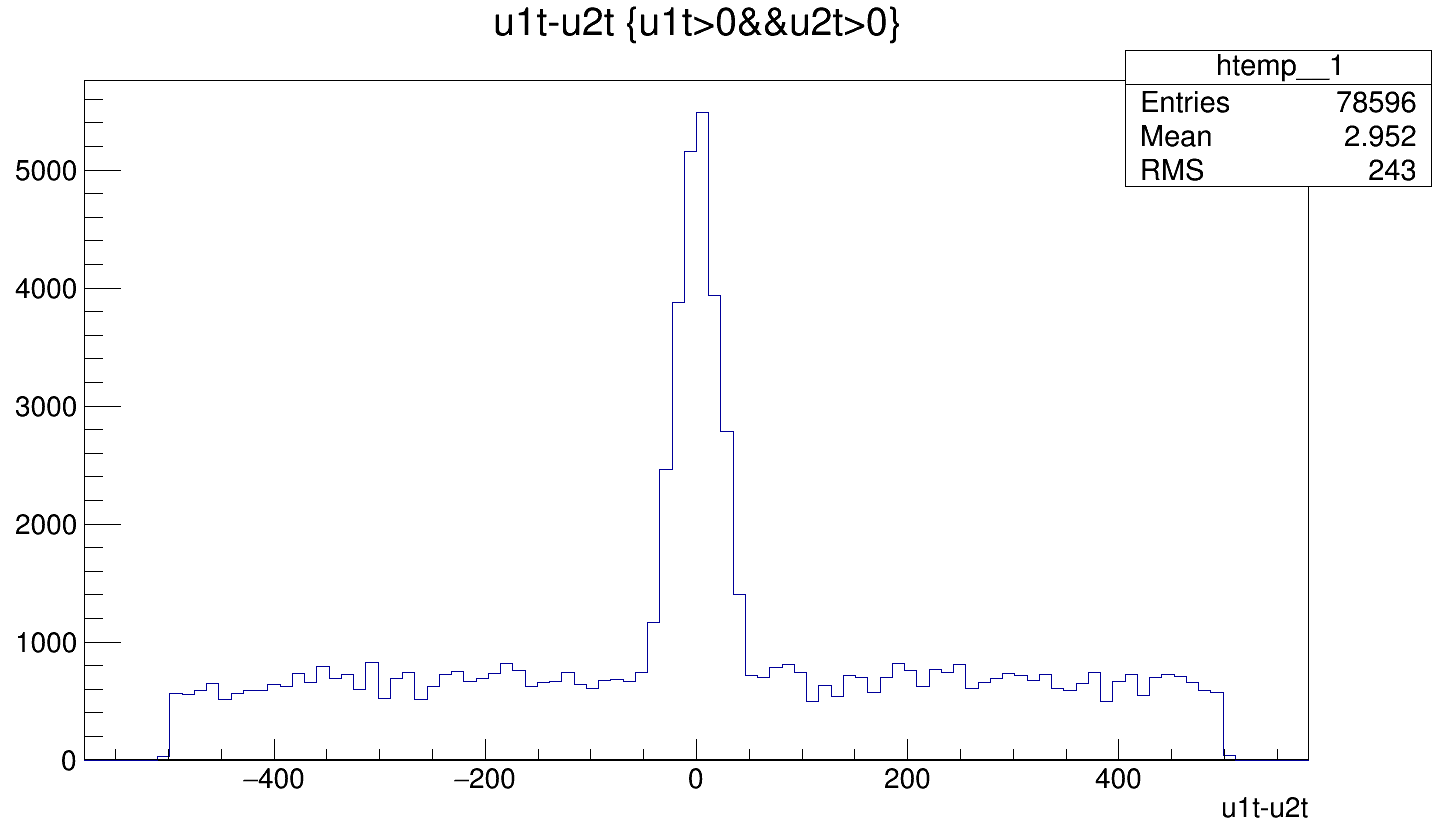 u1t-u2t {u1t>0&&u2t>0}
htemp__1
Entries 78596
Mean 2.952
RMS 243
5000
4000
3000
2000
1000
0
−400 −200 0 200 400
u1t-u2t